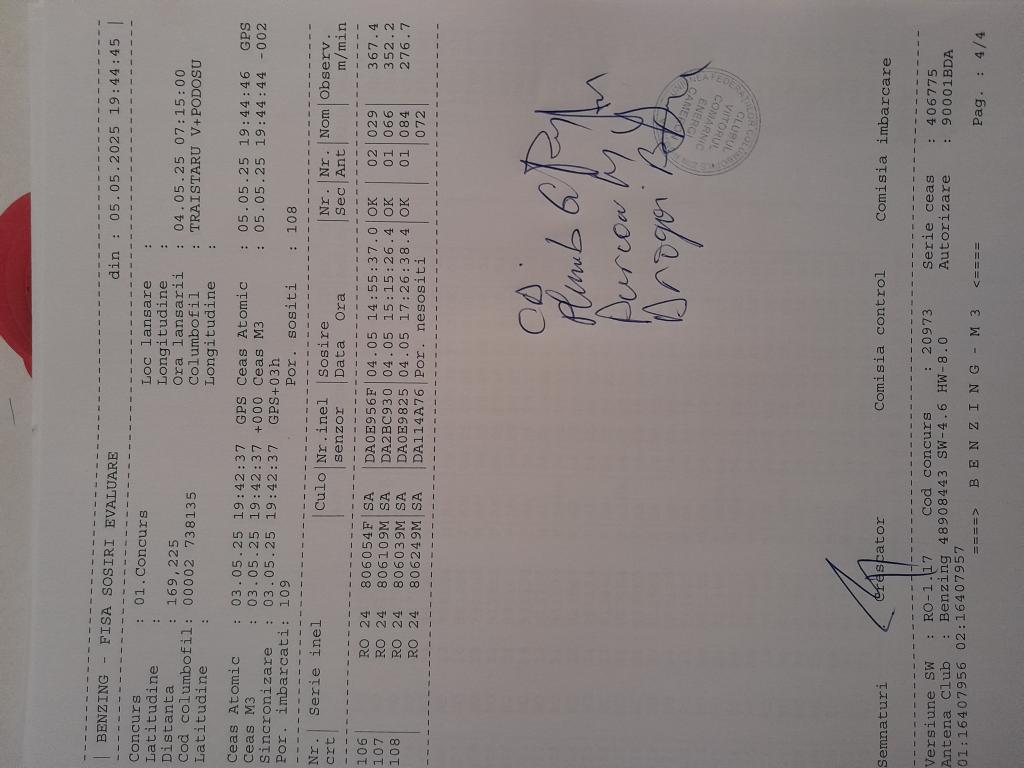 | BENZING - FISA SOSIRI EVALUARE din : 05.05.2025 19:44:45 |
Concurs : 01.Concurs Loc lansare :
Latitudine : Longitudine :
Distanta : 169,225 Ora lansarii : 04.05.25 07:15:00
Cod columbofil: 00002 738135 Columbofil : TRAISTARU V+PODOSU
Latitudine : Longitudine :
Ceas Atomic : 03.05.25 19:42:37 GPS Ceas Atomic : 05.05.25 19:44:46 GPS
Ceas M3 : 03.05.25 19:42:37 +000 Ceas M3 : 05.05.25 19:44:44 -002
Sincronizare : 03.05.25 19:42:37 GPS+03h
Por. imbarcati: 109 Por. sositi : 108
Nr.| Serie inel |Culo|Nr.inel |Sosire |Nr. |Nr. |Nom|Observ.
crt| |senzor |Data Ora |Sec |Ant | |m/min
106| RO 24 806054F| SA |DA0E956F| 04.05 14:55:37.0| OK | 02 | 029 | 367.4
107| RO 24 806109M| SA |DA2BC930| 04.05 15:15:26.4| OK | 01 | 066 | 352.2
108| RO 24 806039M| SA |DA0E9825| 04.05 17:26:38.4| OK | 01 | 084 | 276.7
RO 24 806249M| SA |DA114A76| Por. nesositi | | | 072|
Semnaturi Crescator Comisia control Comisia imbarcare
Versiune SW : RO-1.17 Cod concurs : 20973 Serie ceas : 406775
Antena Club : Benzing 48908443 SW-4.6 HW-8.0 Autorizare : 90001BDA
01:16407956 02:16407957
====> B E N Z I N G - M 3 <==== Pag. : 4/4